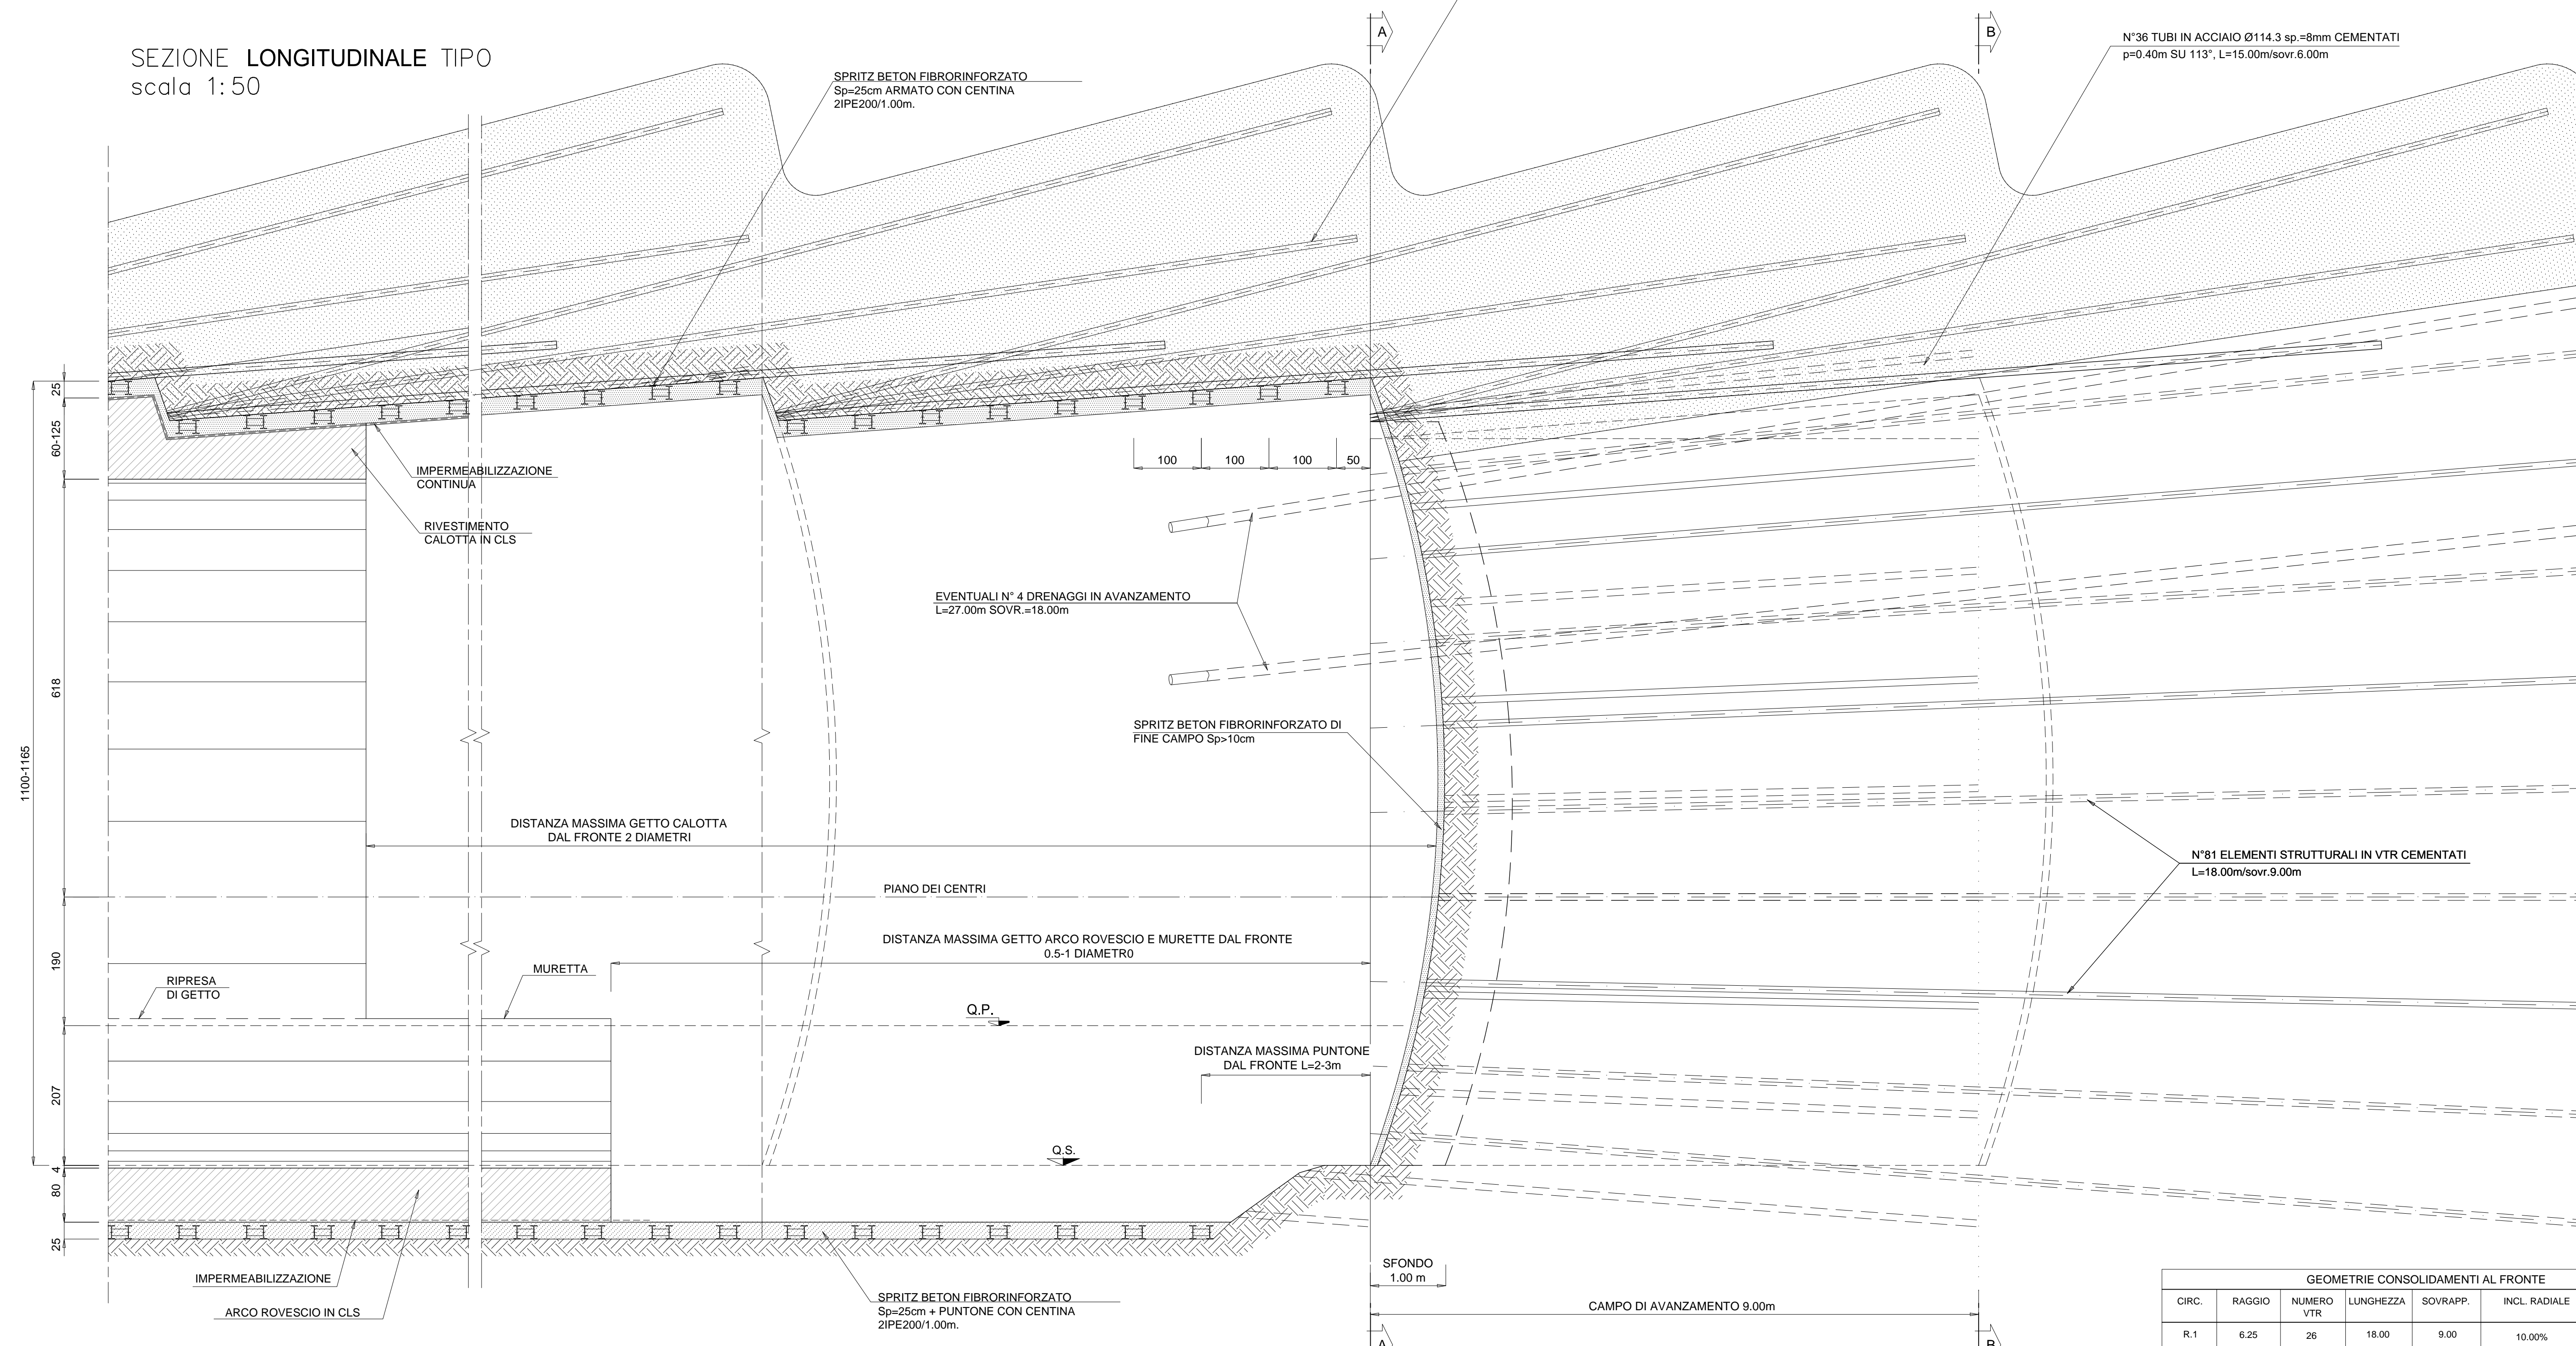 SEZIONE LONGITUDINALE TIPO
scala 1:50
SPRITZ BETON FIBRORINFORZATO
Sp=25cm ARMATO CON CENTINA
2IPE200/1.00m.
A
B
N°36 TUBI IN ACCIAIO Ø114.3 sp.=8mm CEMENTATI
p=0.40m SU 113°, L=15.00m/sovr.6.00m
25
60-125
618
1100-1165
190
207
4
80
25
IMPERMEABILIZZAZIONE
CONTINUA
RIVESTIMENTO
CALOTTA IN CLS
100
100
100
50
EVENTUALI N° 4 DRENAGGI IN AVANZAMENTO
L=27.00m SOVR.=18.00m
SPRITZ BETON FIBRORINFORZATO DI
FINE CAMPO Sp>10cm
DISTANZA MASSIMA GETTO CALOTTA
DAL FRONTE 2 DIAMETRI
N°81 ELEMENTI STRUTTURALI IN VTR CEMENTATI
L=18.00m/sovr.9.00m
PIANO DEI CENTRI
DISTANZA MASSIMA GETTO ARCO ROVESCIO E MURETTE DAL FRONTE
0.5-1 DIAMETR0
RIPRESA
DI GETTO
MURETTA
Q.P.
DISTANZA MASSIMA PUNTONE
DAL FRONTE L=2-3m
Q.S.
IMPERMEABILIZZAZIONE
ARCO ROVESCIO IN CLS
SPRITZ BETON FIBRORINFORZATO
Sp=25cm + PUNTONE CON CENTINA
2IPE200/1.00m.
SFONDO
1.00 m
CAMPO DI AVANZAMENTO 9.00m
A
B
GEOMETRIE CONSOLIDAMENTI AL FRONTE
CIRC. RAGGIO NUMERO VTR LUNGHEZZA SOVRAPP. INCL. RADIALE
R.1 6.25 26 18.00 9.00 10.00%